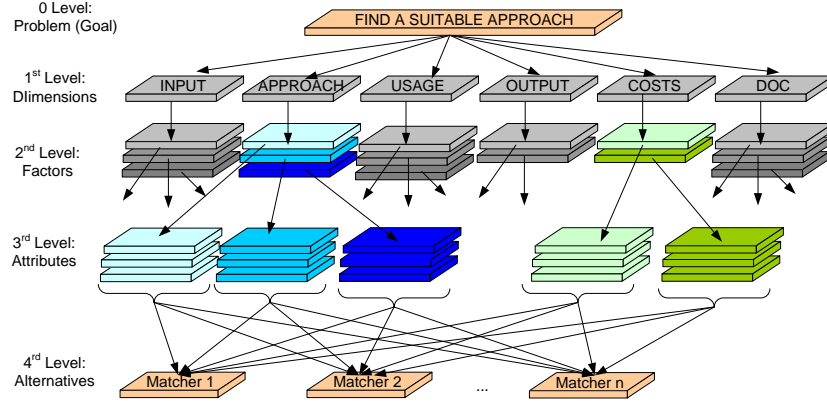 0 Level:
Problem (Goal)
FIND A SUITABLE APPROACH
1st Level:
DIimensions
INPUT
APPROACH
USAGE
OUTPUT
COSTS
DOC
2nd Level:
Factors
3rd Level:
Attributes
4rd Level:
Alternatives
Matcher 1
Matcher 2
...
Matcher n